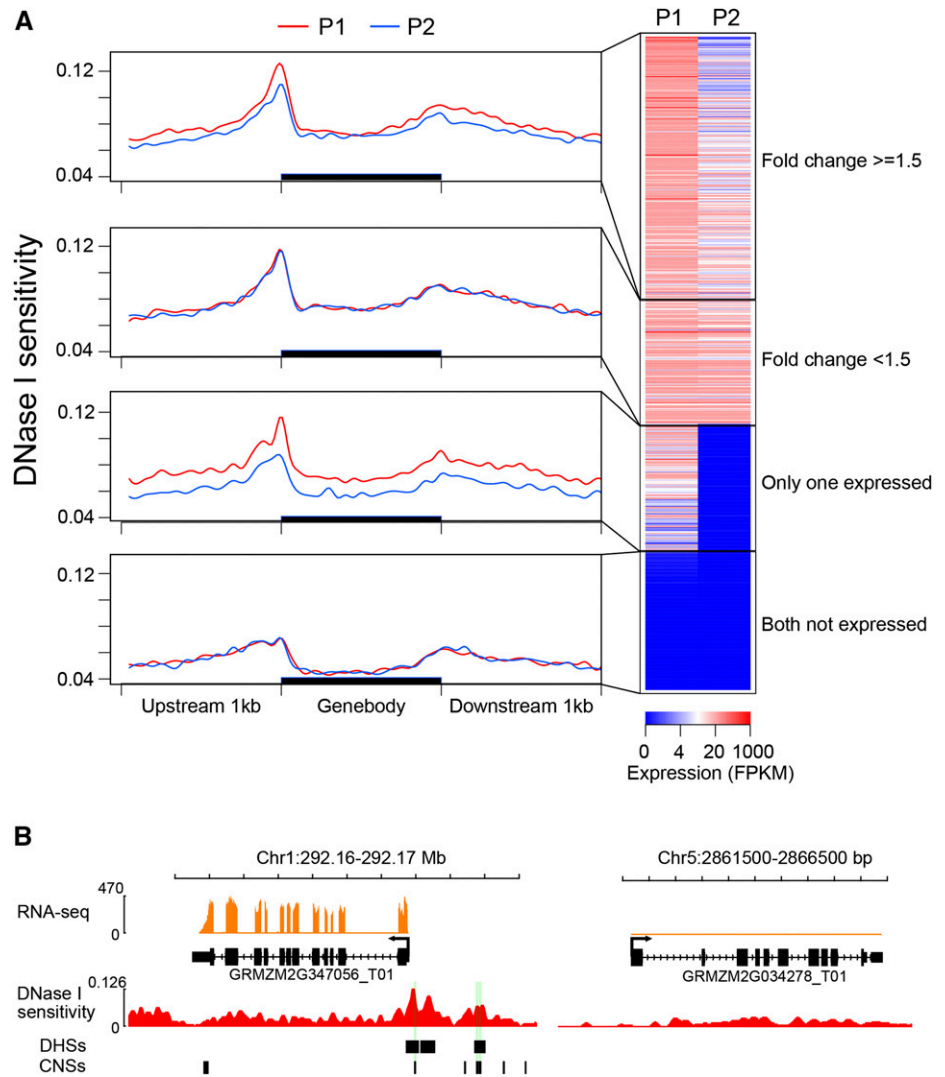 A
P1 P2
P1 P2
DNase I sensitivity
0.12
0.04
Fold change >=1.5
0.12
0.04
Fold change <1.5
0.12
0.04
Only one expressed
0.12
0.04
Both not expressed
Upstream 1kb Genebody Downstream 1kb
0 4 20 1000
Expression (FPKM)
B
Chr1:292.16-292.17 Mb
Chr5:2861500-2866500 bp
RNA-seq
470
0
GRMZM2G347056_T01
GRMZM2G034278_T01
DNase I
sensitivity
0.126
0
DHSs
CNSs